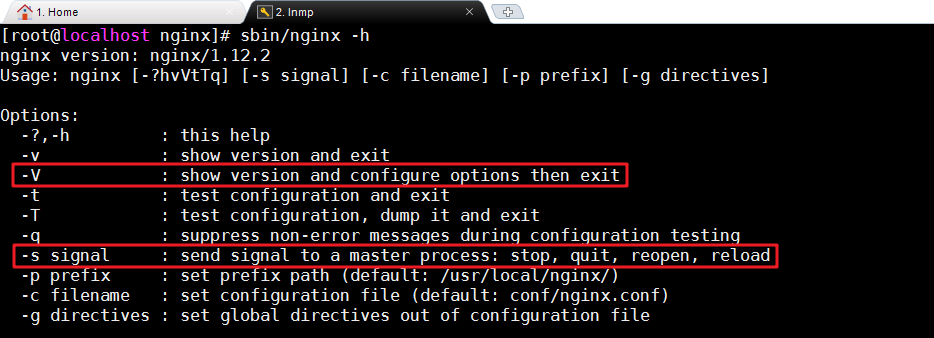 1. Home
2. lnmp
[root@localhost nginx]# sbin/nginx -h
nginx version: nginx/1.12.2
Usage: nginx [-?hvVtTq] [-s signal] [-c filename] [-p prefix] [-g directives]
Options:
-?,-h : this help
-v : show version and exit
-V : show version and configure options then exit
-t : test configuration and exit
-T : test configuration, dump it and exit
-q : suppress non-error messages during configuration testing
-s signal : send signal to a master process: stop, quit, reopen, reload
-p prefix : set prefix path (default: /usr/local/nginx/)
-c filename : set configuration file (default: conf/nginx.conf)
-g directives : set global directives out of configuration file